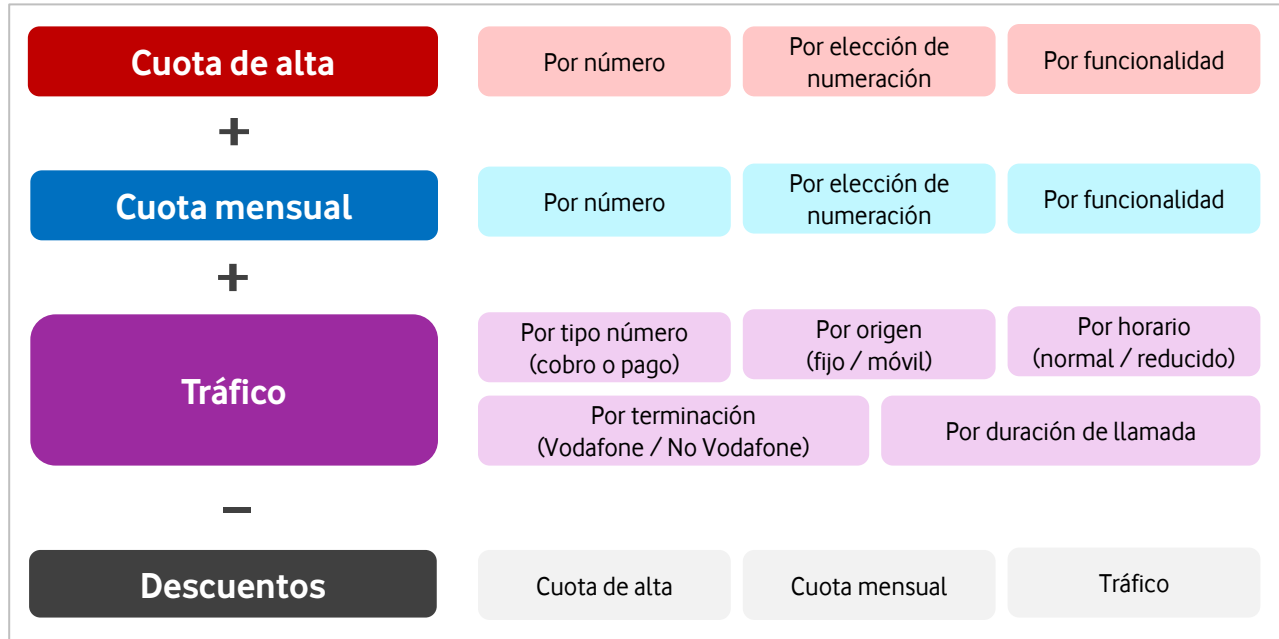 Cuota de alta
Por número
Por elección de
numeración
Por funcionalidad
+
Cuota mensual
Por número
Por elección de
numeración
Por funcionalidad
+
Tráfico
Por tipo número
(cobro o pago)
Por origen
(fijo / móvil)
Por horario
(normal / reducido)
Por terminación
(Vodafone / No Vodafone)
Por duración de llamada
–
Descuentos
Cuota de alta
Cuota mensual
Tráfico